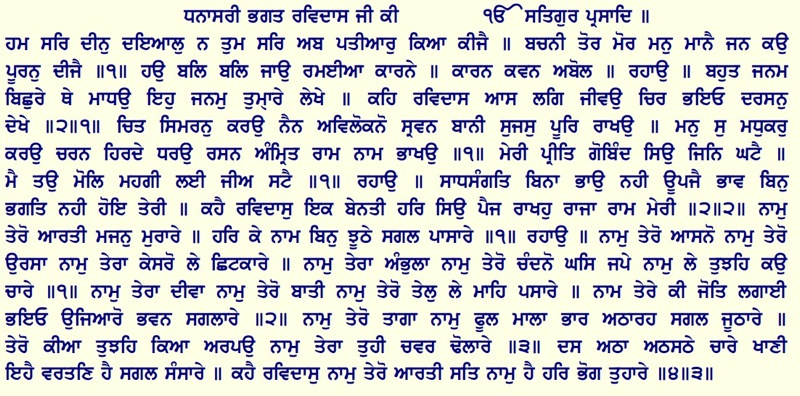 ਧਨਾਸਰੀ ਭਗਤ ਰਵਿਦਾਸ ਜੀ ਕੀ ੴ ਸਤਿਗੁਰ ਪ੍ਰਸਾਦਿ ॥
ਹਮ ਸਰਿ ਦੀਨੁ ਦਇਆਲੁ ਨ ਤੁਮ ਸਰਿ ਅਬ ਪਤੀਆਰੁ ਕਿਆ ਕੀਜੈ ॥ ਬਚਨੀ ਤੋਰ ਮੋਰ ਮਨੁ ਮਾਨੈ ਜਨ ਕਉ
ਪੂਰਨੁ ਦੀਜੈ ॥੧॥ ਹਉ ਬਲਿ ਬਲਿ ਜਾਉ ਰਮਈਆ ਕਾਰਨੇ ॥ ਕਾਰਨ ਕਵਨ ਅਬੋਲ ॥ ਰਹਾਉ ॥ ਬਹੁਤ ਜਨਮ
ਬਿਛੁਰੇ ਥੇ ਮਾਧਉ ਇਹੁ ਜਨਮੁ ਤੁਮ੍ਹਾਰੇ ਲੇਖੇ ॥ ਕਹਿ ਰਵਿਦਾਸ ਆਸ ਲਗਿ ਜੀਵਉ ਚਿਰ ਭਇਓ ਦਰਸਨੁ
ਦੇਖੇ ॥੨॥੧॥ ਚਿਤ ਸਿਮਰਨੁ ਕਰਉ ਨੈਨ ਅਵਿਲੋਕਨੋ ਸ੍ਰਵਨ ਬਾਨੀ ਸੁਜਸੁ ਪੂਰਿ ਰਾਖਉ ॥ ਮਨੁ ਸੁ ਮਧੁਕਰੁ
ਕਰਉ ਚਰਨ ਹਿਰਦੇ ਧਰਉ ਰਸਨ ਅੰਮ੍ਰਿਤ ਰਾਮ ਨਾਮ ਭਾਖਉ ॥੧॥ ਮੇਰੀ ਪ੍ਰੀਤਿ ਗੋਬਿੰਦ ਸਿਉ ਜਿਨਿ ਘਟੈ ॥
ਮੈ ਤਉ ਮੋਲਿ ਮਹਗੀ ਲਈ ਜੀਅ ਸਟੈ ॥੧॥ ਰਹਾਉ ॥ ਸਾਧਸੰਗਤਿ ਬਿਨਾ ਭਾਉ ਨਹੀ ਊਪਜੈ ਭਾਵ ਬਿਨੁ
ਭਗਤਿ ਨਹੀ ਹੋਇ ਤੇਰੀ ॥ ਕਹੈ ਰਵਿਦਾਸੁ ਇਕ ਬੇਨਤੀ ਹਰਿ ਸਿਉ ਪੈਜ ਰਾਖਹੁ ਰਾਜਾ ਰਾਮ ਮੇਰੀ ॥੨॥੨॥ ਨਾਮੁ
ਤੇਰੋ ਆਰਤੀ ਮਜਨੁ ਮੁਰਾਰੇ ॥ ਹਰਿ ਕੇ ਨਾਮ ਬਿਨੁ ਝੂਠੇ ਸਗਲ ਪਾਸਾਰੇ ॥੧॥ ਰਹਾਉ ॥ ਨਾਮੁ ਤੇਰੋ ਆਸਨੋ ਨਾਮੁ ਤੇਰੋ
ਉਰਸਾ ਨਾਮੁ ਤੇਰਾ ਕੇਸਰੋ ਲੇ ਛਿਟਕਾਰੇ ॥ ਨਾਮੁ ਤੇਰਾ ਅੰਭੁਲਾ ਨਾਮੁ ਤੇਰੋ ਚੰਦਨੋ ਘਸਿ ਜਪੇ ਨਾਮੁ ਲੇ ਤੁਝਹਿ ਕਉ
ਚਾਰੇ ॥੧॥ ਨਾਮੁ ਤੇਰਾ ਦੀਵਾ ਨਾਮੁ ਤੇਰੋ ਬਾਤੀ ਨਾਮੁ ਤੇਰੋ ਤੇਲੁ ਲੇ ਮਾਹਿ ਪਸਾਰੇ ॥ ਨਾਮ ਤੇਰੇ ਕੀ ਜੋਤਿ ਲਗਾਈ
ਭਇਓ ਉਜਿਆਰੋ ਭਵਨ ਸਗਲਾਰੇ ॥੨॥ ਨਾਮੁ ਤੇਰੋ ਤਾਗਾ ਨਾਮੁ ਫੂਲ ਮਾਲਾ ਭਾਰ ਅਠਾਰਹ ਸਗਲ ਜੂਠਾਰੇ ॥
ਤੇਰੋ ਕੀਆ ਤੁਝਹਿ ਕਿਆ ਅਰਪਉ ਨਾਮੁ ਤੇਰਾ ਤੁਹੀ ਚਵਰ ਢੋਲਾਰੇ ॥੩॥ ਦਸ ਅਠਾ ਅਠਸਠੇ ਚਾਰੇ ਖਾਣੀ
ਇਹੈ ਵਰਤਣਿ ਹੈ ਸਗਲ ਸੰਸਾਰੇ ॥ ਕਹੈ ਰਵਿਦਾਸੁ ਨਾਮੁ ਤੇਰੋ ਆਰਤੀ ਸਤਿ ਨਾਮੁ ਹੈ ਹਰਿ ਭੋਗ ਤੁਹਾਰੇ ॥੪॥੩॥